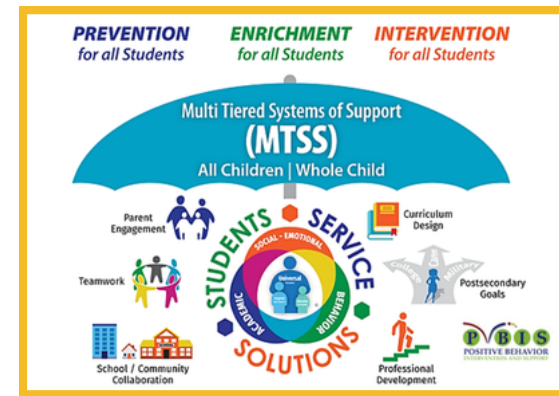 PREVENTION
for all Students
ENRICHMENT
for all Students
INTERVENTION
for all Students
Multi Tiered Systems of Support
(MTSS)
All Children | Whole Child
Parent
Engagement
Teamwork
School / Community
Collaboration
STUDENTS
SERVICE
SOLUTIONS
SOCIAL - EMOTIONAL
ACADEMIC
BEHAVIOR
Universal
Curriculum
Design
College
Military
Postsecondary
Goals
Professional
Development
PBIS
POSITIVE BEHAVIOR
INTERVENTION AND SUPPORT